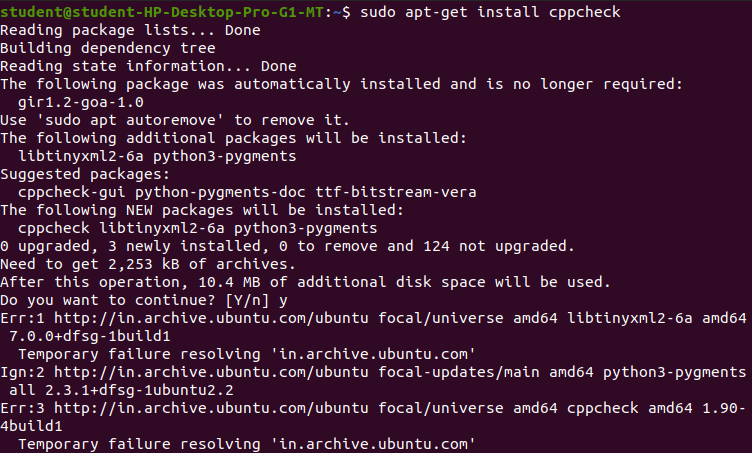 student@student-HP-Desktop-Pro-G1-MT:~$ sudo apt-get install cppcheck
Reading package lists... Done
Building dependency tree
Reading state information... Done
The following package was automatically installed and is no longer required:
  gir1.2-goa-1.0
Use 'sudo apt autoremove' to remove it.
The following additional packages will be installed:
  libtinyxml2-6a python3-pygments
Suggested packages:
  cppcheck-gui python-pygments-doc ttf-bitstream-vera
The following NEW packages will be installed:
  cppcheck libtinyxml2-6a python3-pygments
0 upgraded, 3 newly installed, 0 to remove and 124 not upgraded.
Need to get 2,253 kB of archives.
After this operation, 10.4 MB of additional disk space will be used.
Do you want to continue? [Y/n] y
Err:1 http://in.archive.ubuntu.com/ubuntu focal/universe amd64 libtinyxml2-6a amd64
 7.0.0+dfsg-1build1
  Temporary failure resolving 'in.archive.ubuntu.com'
Ign:2 http://in.archive.ubuntu.com/ubuntu focal-updates/main amd64 python3-pygments
 all 2.3.1+dfsg-1ubuntu2.2
Err:3 http://in.archive.ubuntu.com/ubuntu focal/universe amd64 cppcheck amd64 1.90-
4build1
  Temporary failure resolving 'in.archive.ubuntu.com'